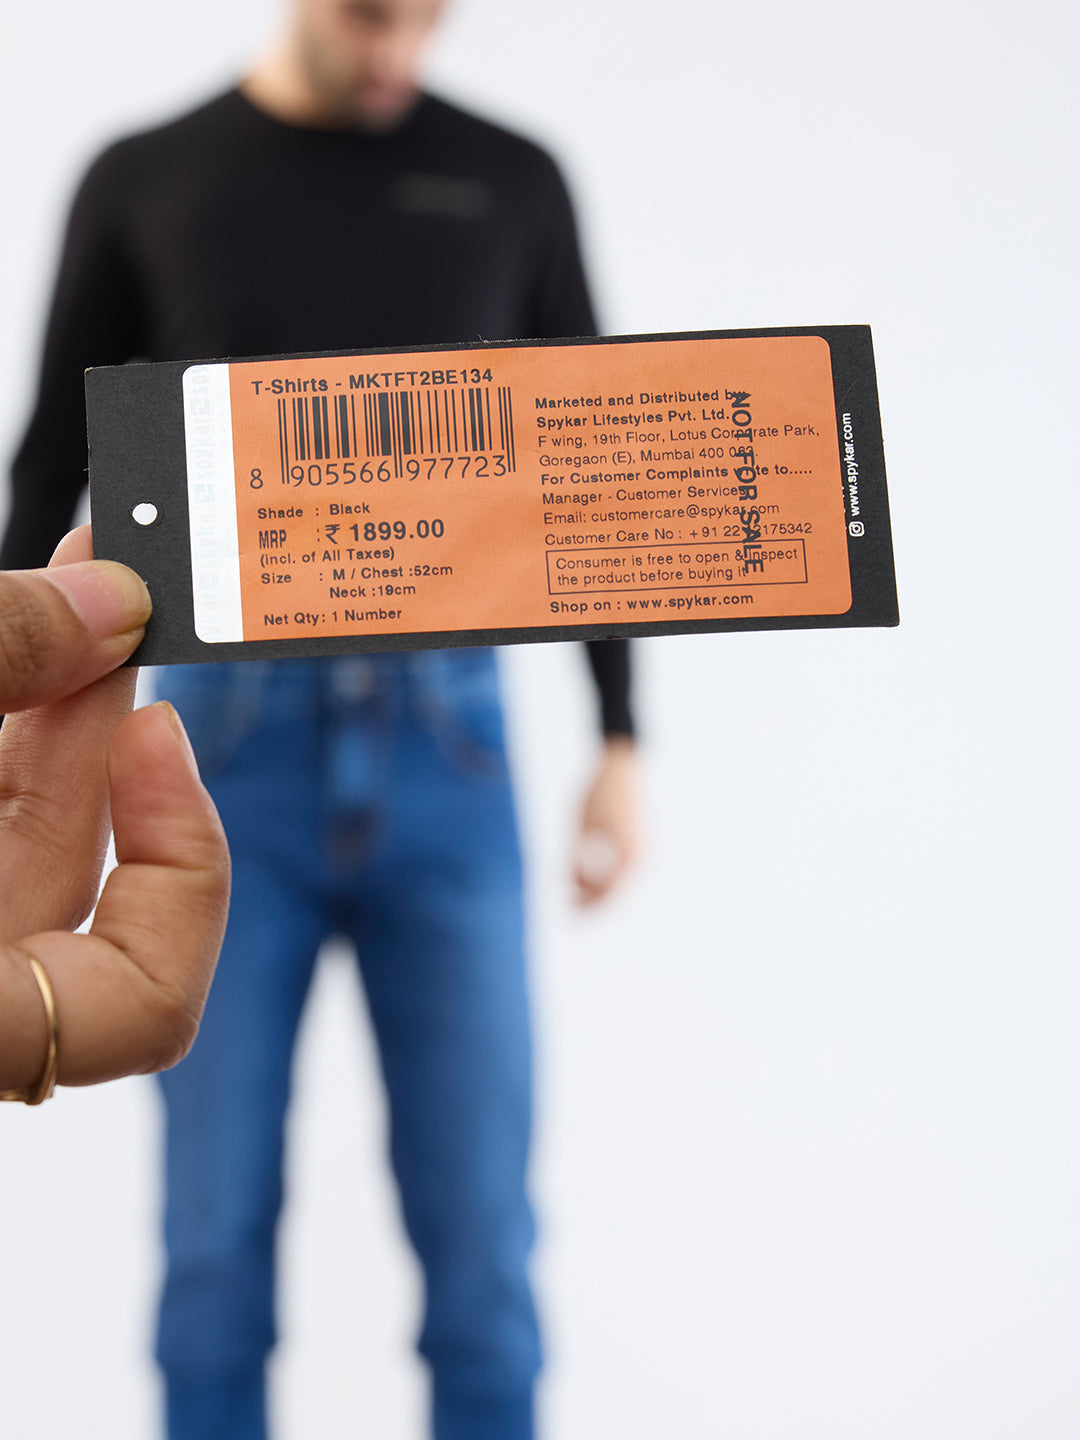 T-Shirts - MKTFT2BE134
8 905566 977723
Shade : Black
MRP : ₹ 1899.00
(incl. of All Taxes)
Size : M / Chest :52cm
Neck :19cm
Net Qty: 1 Number
Marketed and Distributed by
Spykar Lifestyles Pvt. Ltd.
F wing, 19th Floor, Lotus Corporate Park,
Goregaon (E), Mumbai 400 063.
For Customer Complaints write to.....
Manager - Customer Services
Email: customercare@spykar.com
Customer Care No : +91 22 175342
Consumer is free to open & inspect
the product before buying it
Shop on : www.spykar.com
NOT FOR SALE
www.spykar.com
spykar
spykar